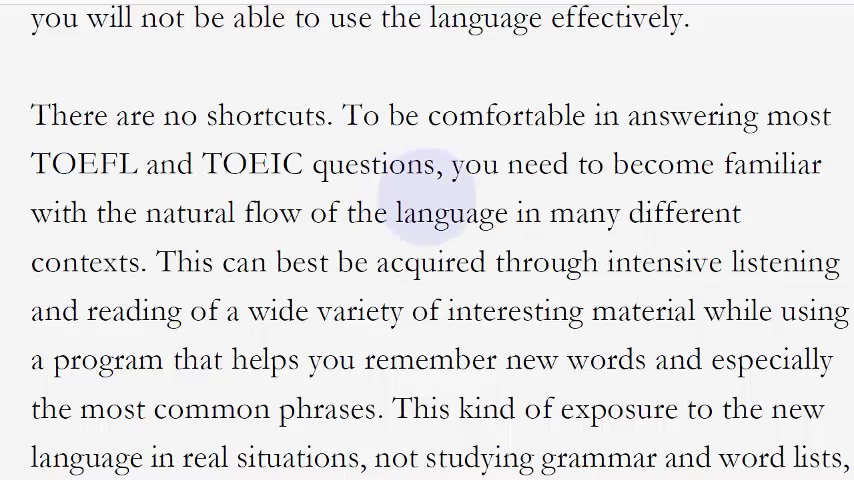 you will not be able to use the language effectively.
There are no shortcuts. To be comfortable in answering most
TOEFL and TOEIC questions, you need to become familiar
with the natural flow of the language in many different
contexts. This can best be acquired through intensive listening
and reading of a wide variety of interesting material while using
a program that helps you remember new words and especially
the most common phrases. This kind of exposure to the new
language in real situations, not studying grammar and word lists,